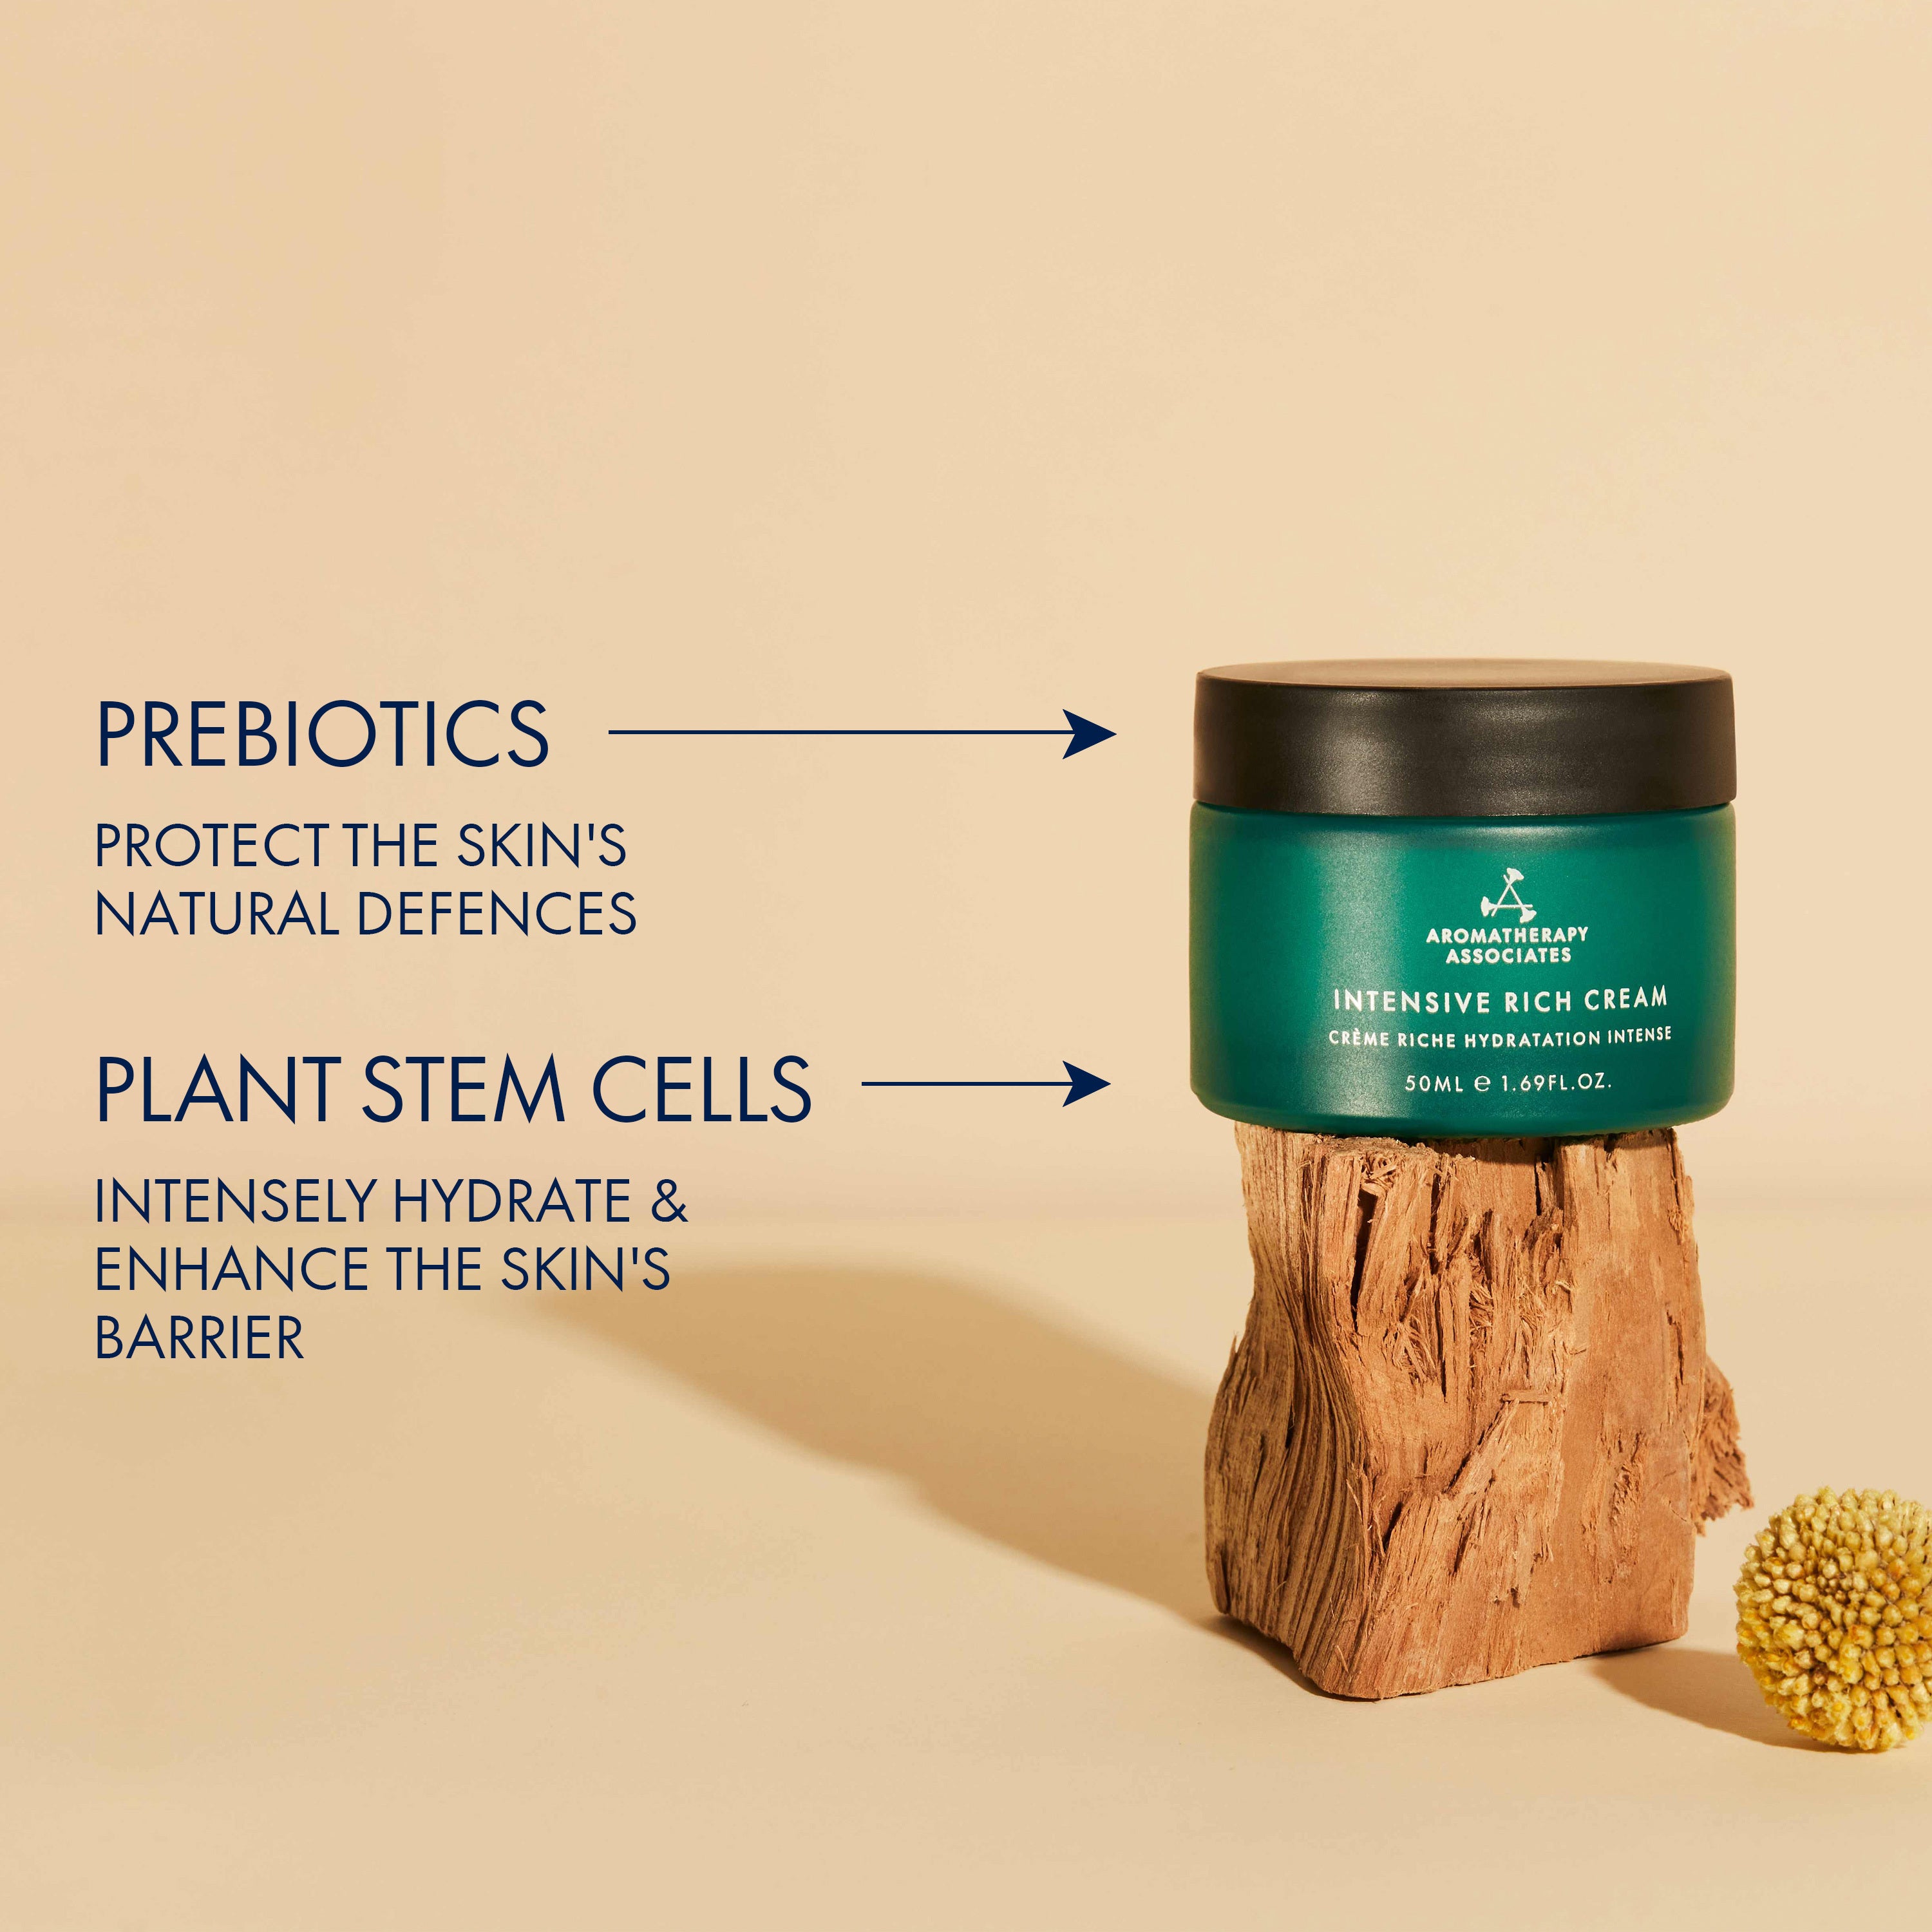 PREBIOTICS
PROTECT THE SKIN'S
NATURAL DEFENCES
PLANT STEM CELLS
INTENSELY HYDRATE &
ENHANCE THE SKIN'S
BARRIER
AROMATHERAPY
ASSOCIATES
INTENSIVE RICH CREAM
CRÈME RICHE HYDRATATION INTENSE
50ML ℮ 1.69FL.OZ.